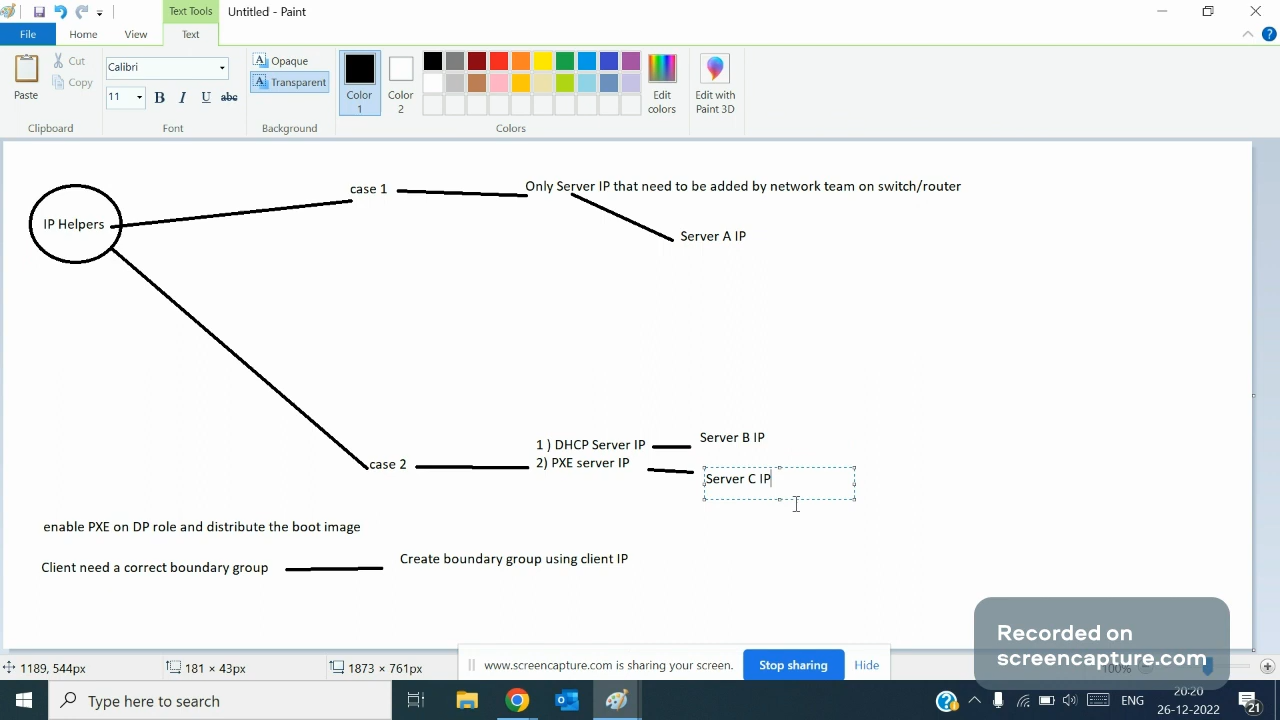 Text Tools
Untitled - Paint
File
Home
View
Text
Paste
Cut
Copy
Calibri
11
B
I
U
abc
Opaque
Transparent
Color
1
Color
2
Edit
colors
Edit with
Paint 3D
Clipboard
Font
Background
Colors
IP Helpers
case 1
Only Server IP that need to be added by network team on switch/router
Server A IP
case 2
1 ) DHCP Server IP
2) PXE server IP
Server B IP
Server C IP
enable PXE on DP role and distribute the boot image
Client need a correct boundary group
Create boundary group using client IP
Recorded on
screencapture.com
1189, 544px
181 × 43px
1873 × 761px
www.screencapture.com is sharing your screen.
Stop sharing
Hide
100%
Type here to search
ENG
20:20
26-12-2022
21